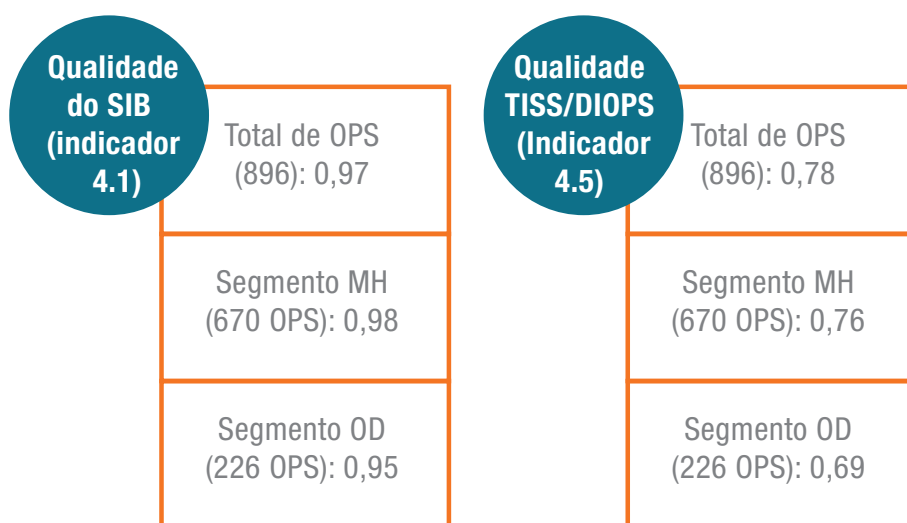 Qualidade
do SIB
(indicador
4.1)
Total de OPS
(896): 0,97
Segmento MH
(670 OPS): 0,98
Segmento OD
(226 OPS): 0,95
Qualidade
TISS/DIOPS
(Indicador
4.5)
Total de OPS
(896): 0,78
Segmento MH
(670 OPS): 0,76
Segmento OD
(226 OPS): 0,69